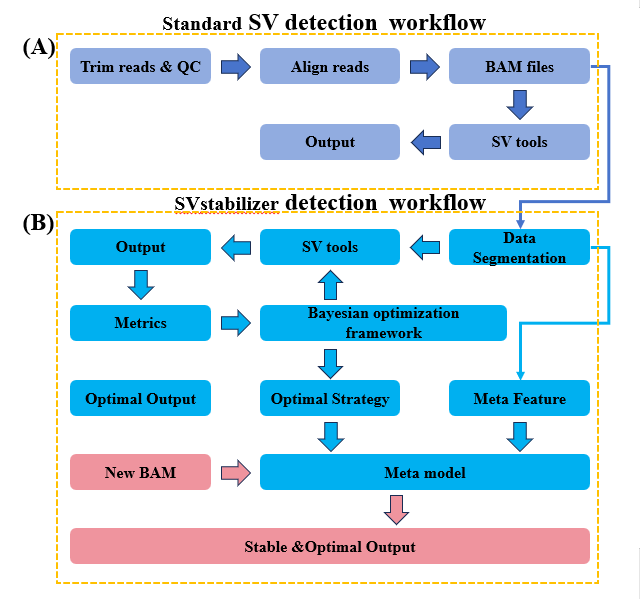 Standard SV detection workflow
(A)
Trim reads & QC
Align reads
BAM files
Output
SV tools
SVstabilizer detection workflow
(B)
Output
SV tools
Data
Segmentation
Metrics
Bayesian optimization
framework
Optimal Output
Optimal Strategy
Meta Feature
New BAM
Meta model
Stable &Optimal Output